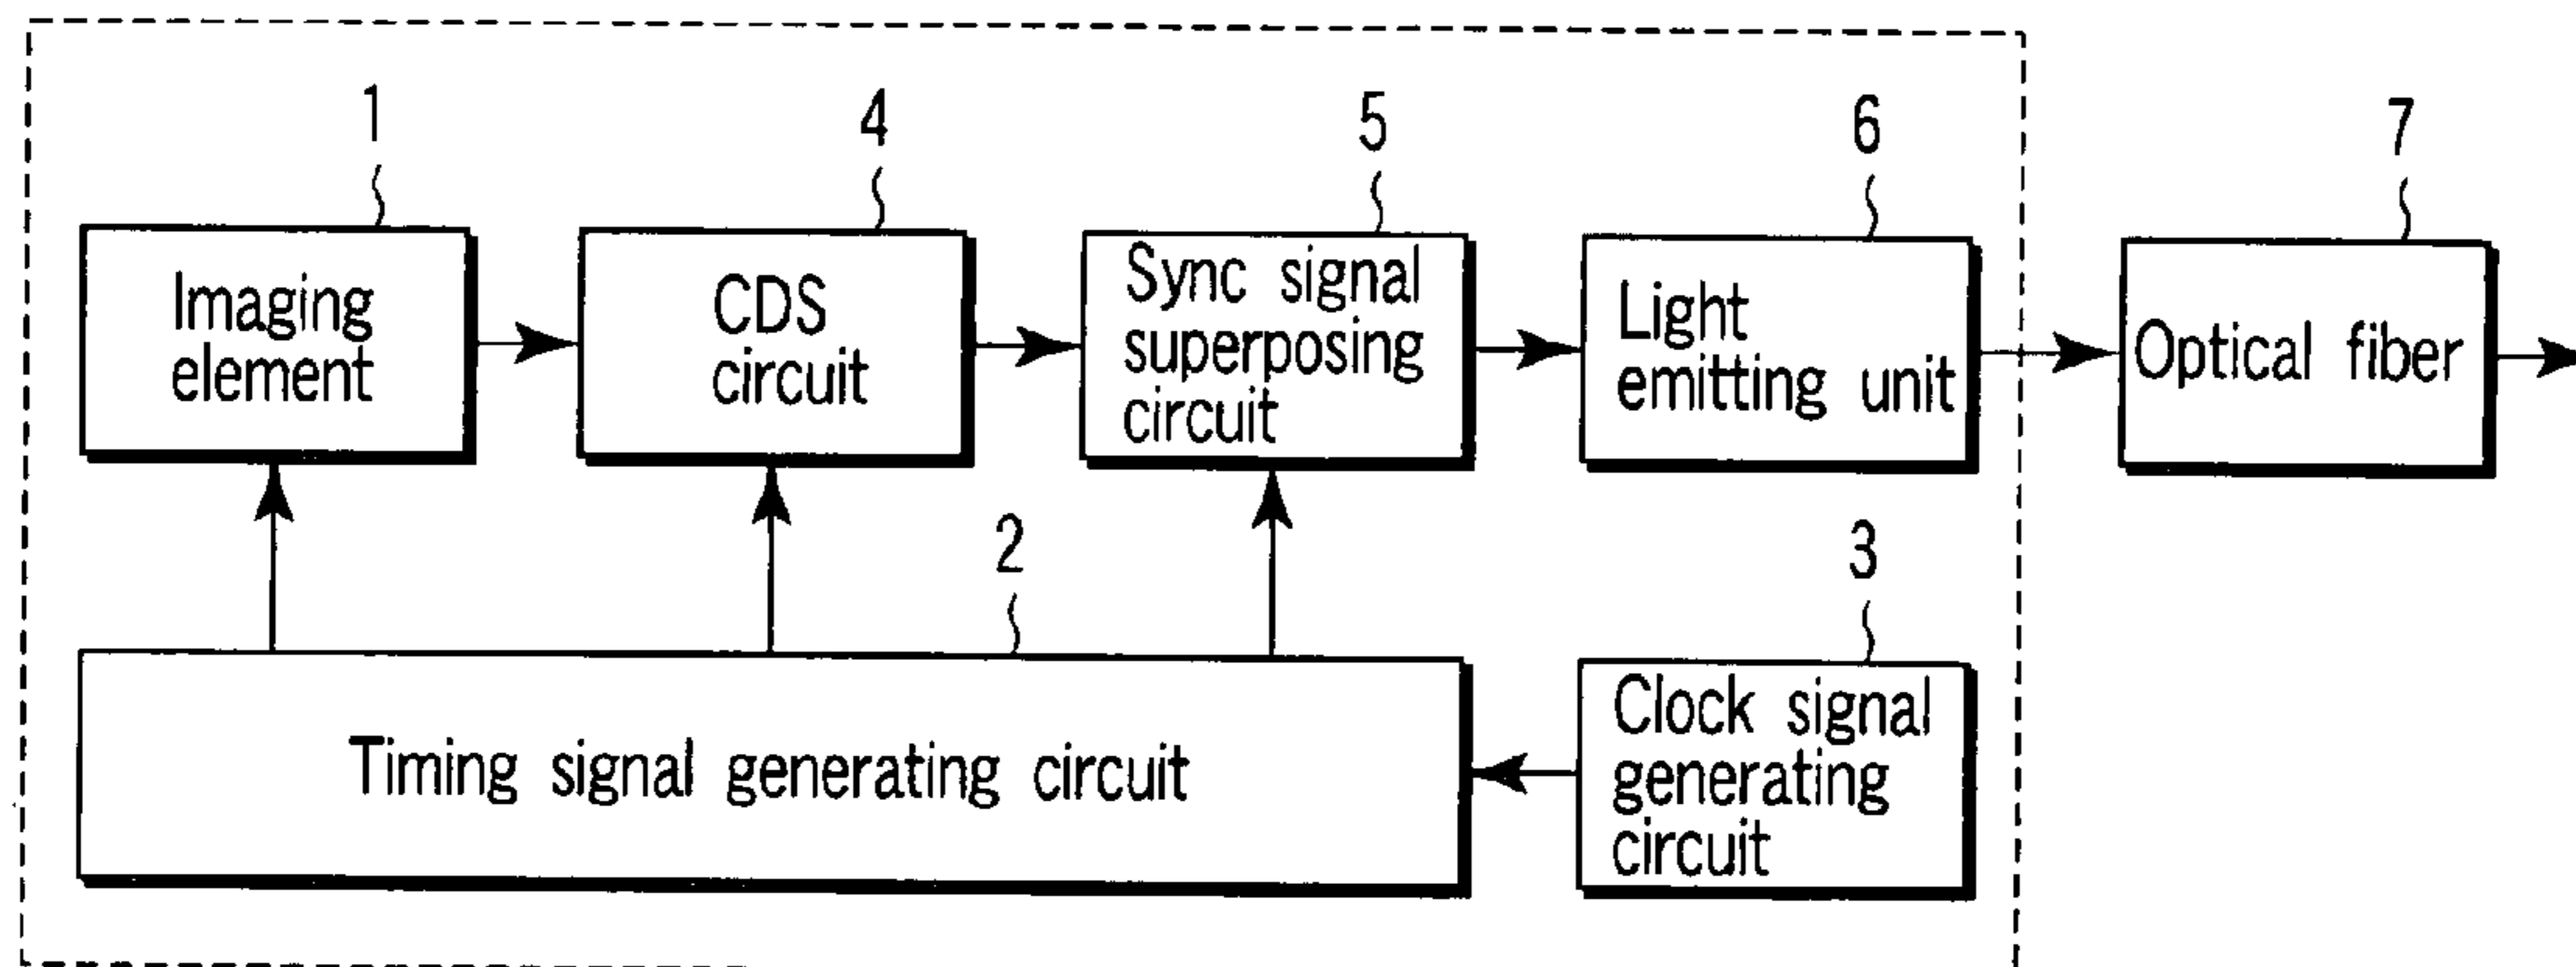 1
4
5
6
7
Imaging
element
CDS
circuit
Sync signal
superposing
circuit
Light
emitting unit
Optical fiber
2
3
Timing signal generating circuit
Clock signal
generating
circuit